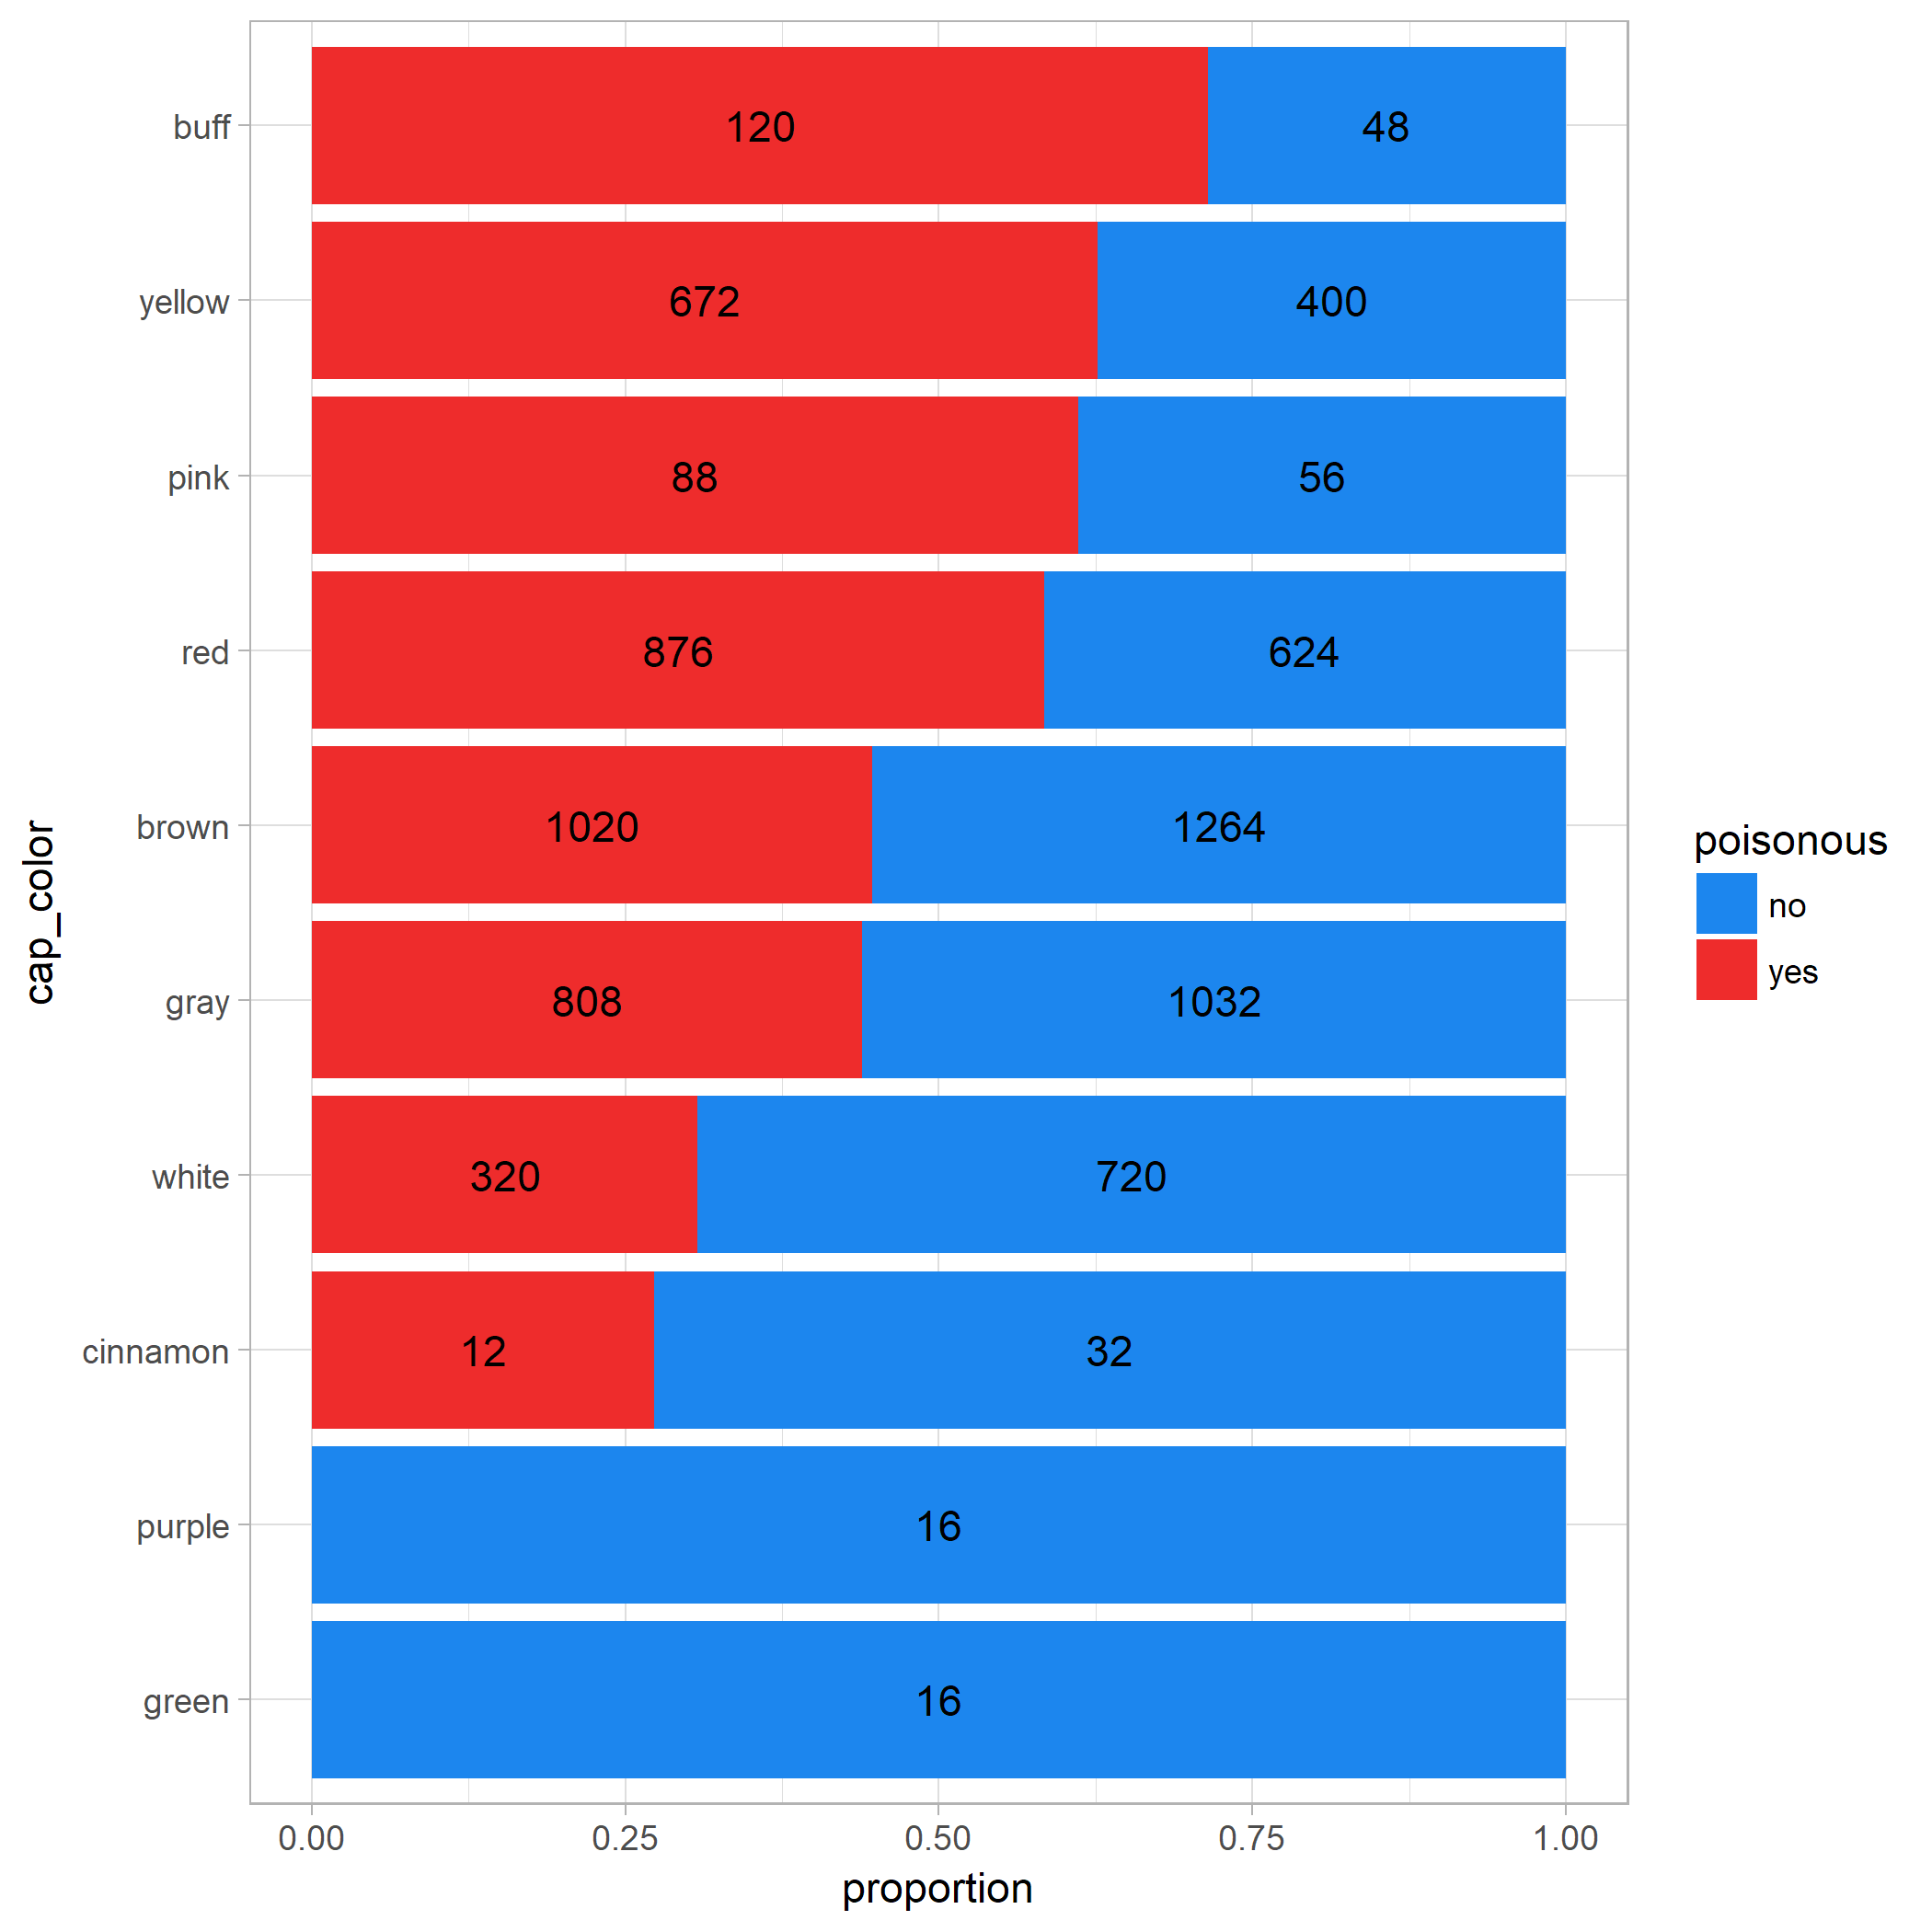 buff 120 48
yellow 672 400
pink 88 56
red 876 624
brown 1020 1264
gray 808 1032
white 320 720
cinnamon 12 32
purple 16
green 16
0.00 0.25 0.50 0.75 1.00
proportion
cap_color
poisonous
no
yes